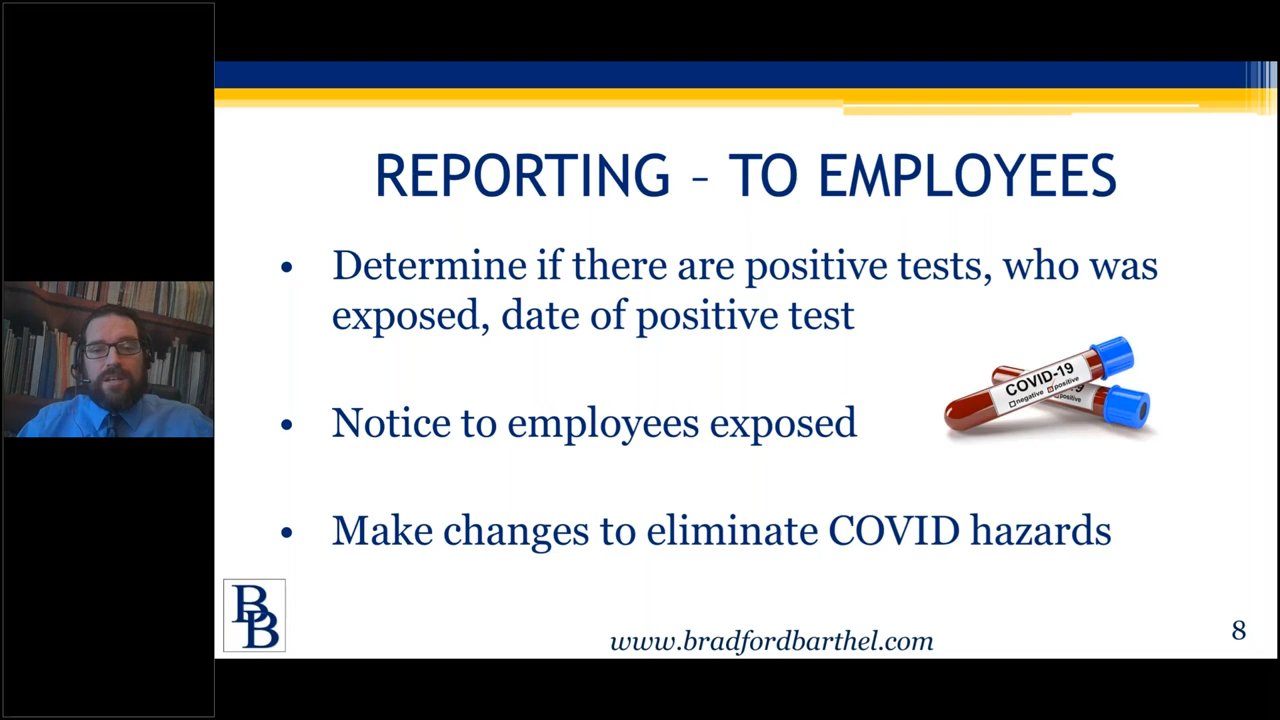 REPORTING – TO EMPLOYEES
• Determine if there are positive tests, who was
exposed, date of positive test
COVID-19
negative positive
positive
• Notice to employees exposed
• Make changes to eliminate COVID hazards
BB
www.bradfordbarthel.com
8